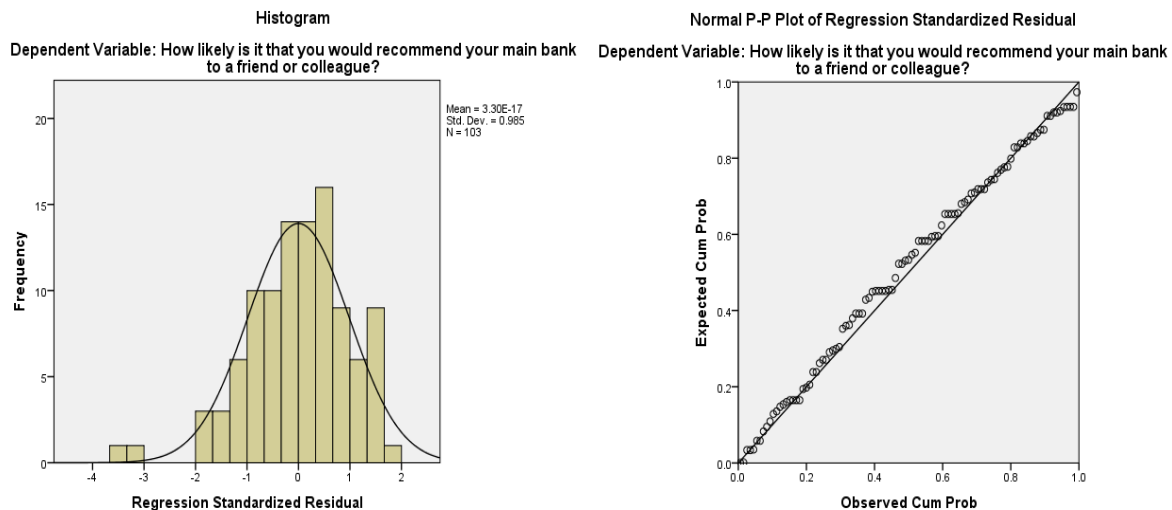 Histogram
Dependent Variable: How likely is it that you would recommend your main bank
to a friend or colleague?
Mean = 3.30E-17
Std. Dev. = 0.985
N = 103
20
15
10
5
0
Frequency
-4 -3 -2 -1 0 1 2
Regression Standardized Residual
Normal P-P Plot of Regression Standardized Residual
Dependent Variable: How likely is it that you would recommend your main bank
to a friend or colleague?
1.0
0.8
0.6
0.4
0.2
0.0
Expected Cum Prob
0.0 0.2 0.4 0.6 0.8 1.0
Observed Cum Prob